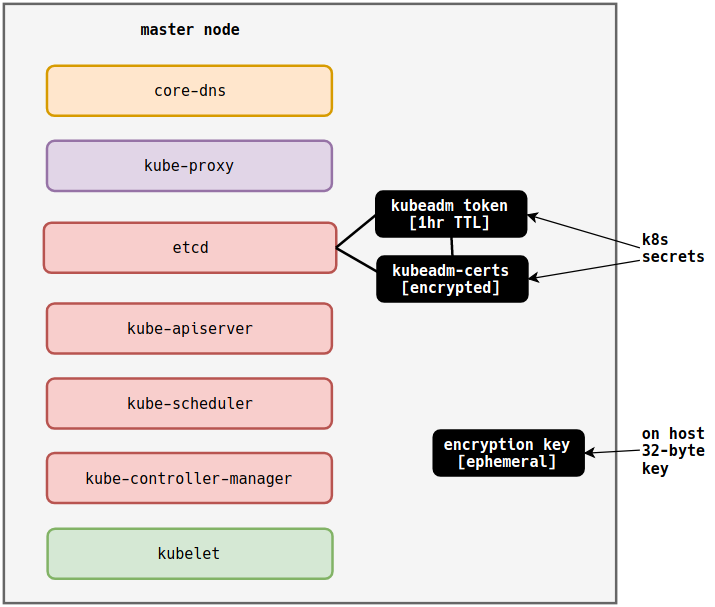 master node
core-dns
kube-proxy
kubeadm token
[1hr TTL]
etcd
k8s
secrets
kubeadm-certs
[encrypted]
kube-apiserver
kube-scheduler
encryption key
[ephemeral]
on host
32-byte
key
kube-controller-manager
kubelet